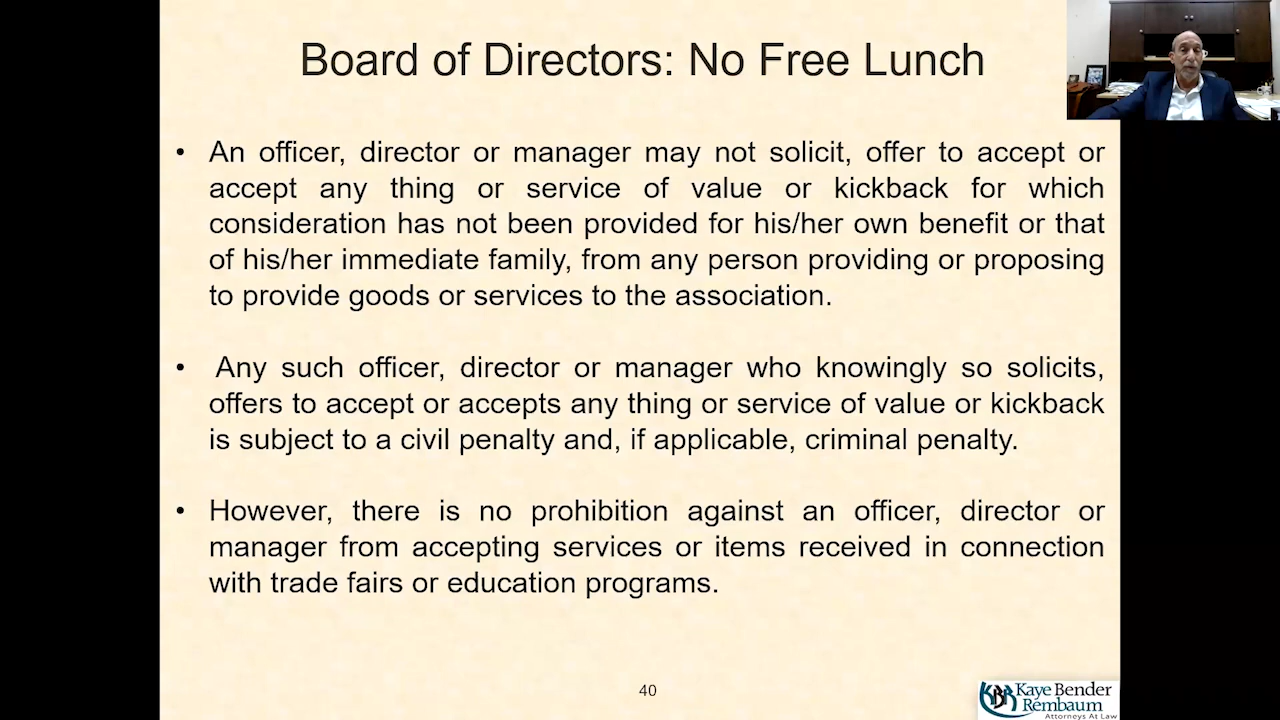 Board of Directors: No Free Lunch
• An officer, director or manager may not solicit, offer to accept or
accept any thing or service of value or kickback for which
consideration has not been provided for his/her own benefit or that
of his/her immediate family, from any person providing or proposing
to provide goods or services to the association.
• Any such officer, director or manager who knowingly so solicits,
offers to accept or accepts any thing or service of value or kickback
is subject to a civil penalty and, if applicable, criminal penalty.
• However, there is no prohibition against an officer, director or
manager from accepting services or items received in connection
with trade fairs or education programs.
40
KBR Kaye Bender
Rembaum
Attorneys At Law